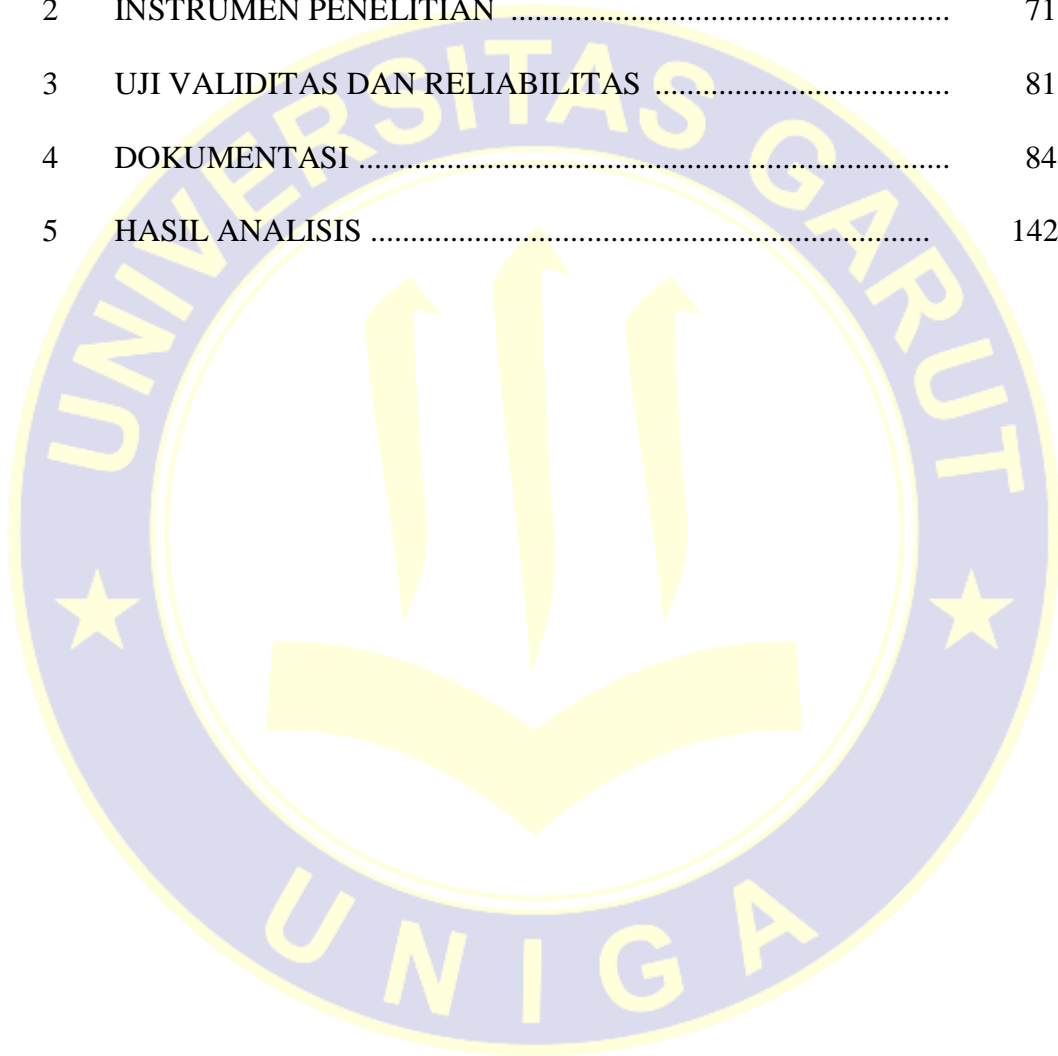 2 INSTRUMEN PENELITIAN ................................................... 71
3 UJI VALIDITAS DAN RELIABILITAS ..................................... 81
4 DOKUMENTASI ........................................................................... 84
5 HASIL ANALISIS ...................................................................... 142
UNIVERSITAS GARUT
UNIGA